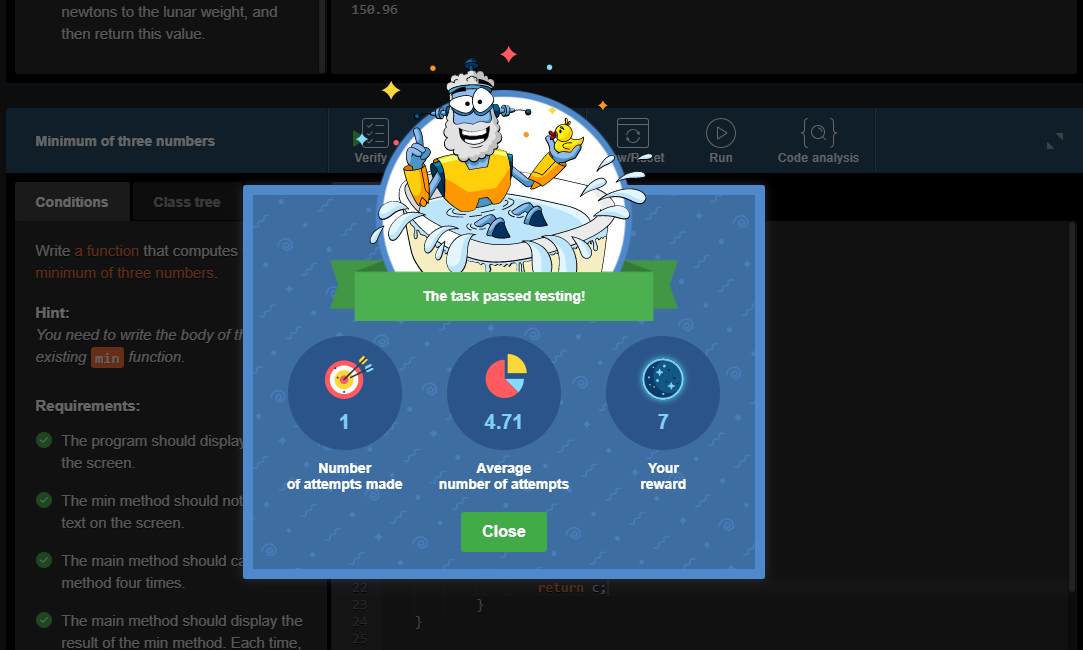 newtons to the lunar weight, and
then return this value.
150.96
Minimum of three numbers
Verify
Run
Code analysis
Conditions
Class tree
Write a function that computes
minimum of three numbers.
Hint:
You need to write the body of
existing min function.
Requirements:
The program should display
the screen.
The min method should not
text on the screen.
The main method should
method four times.
The main method should display the
result of the min method. Each time,
The task passed testing!
1
Number
of attempts made
4.71
Average
number of attempts
7
Your
reward
Close
22 return c;
23 }
24 }
25